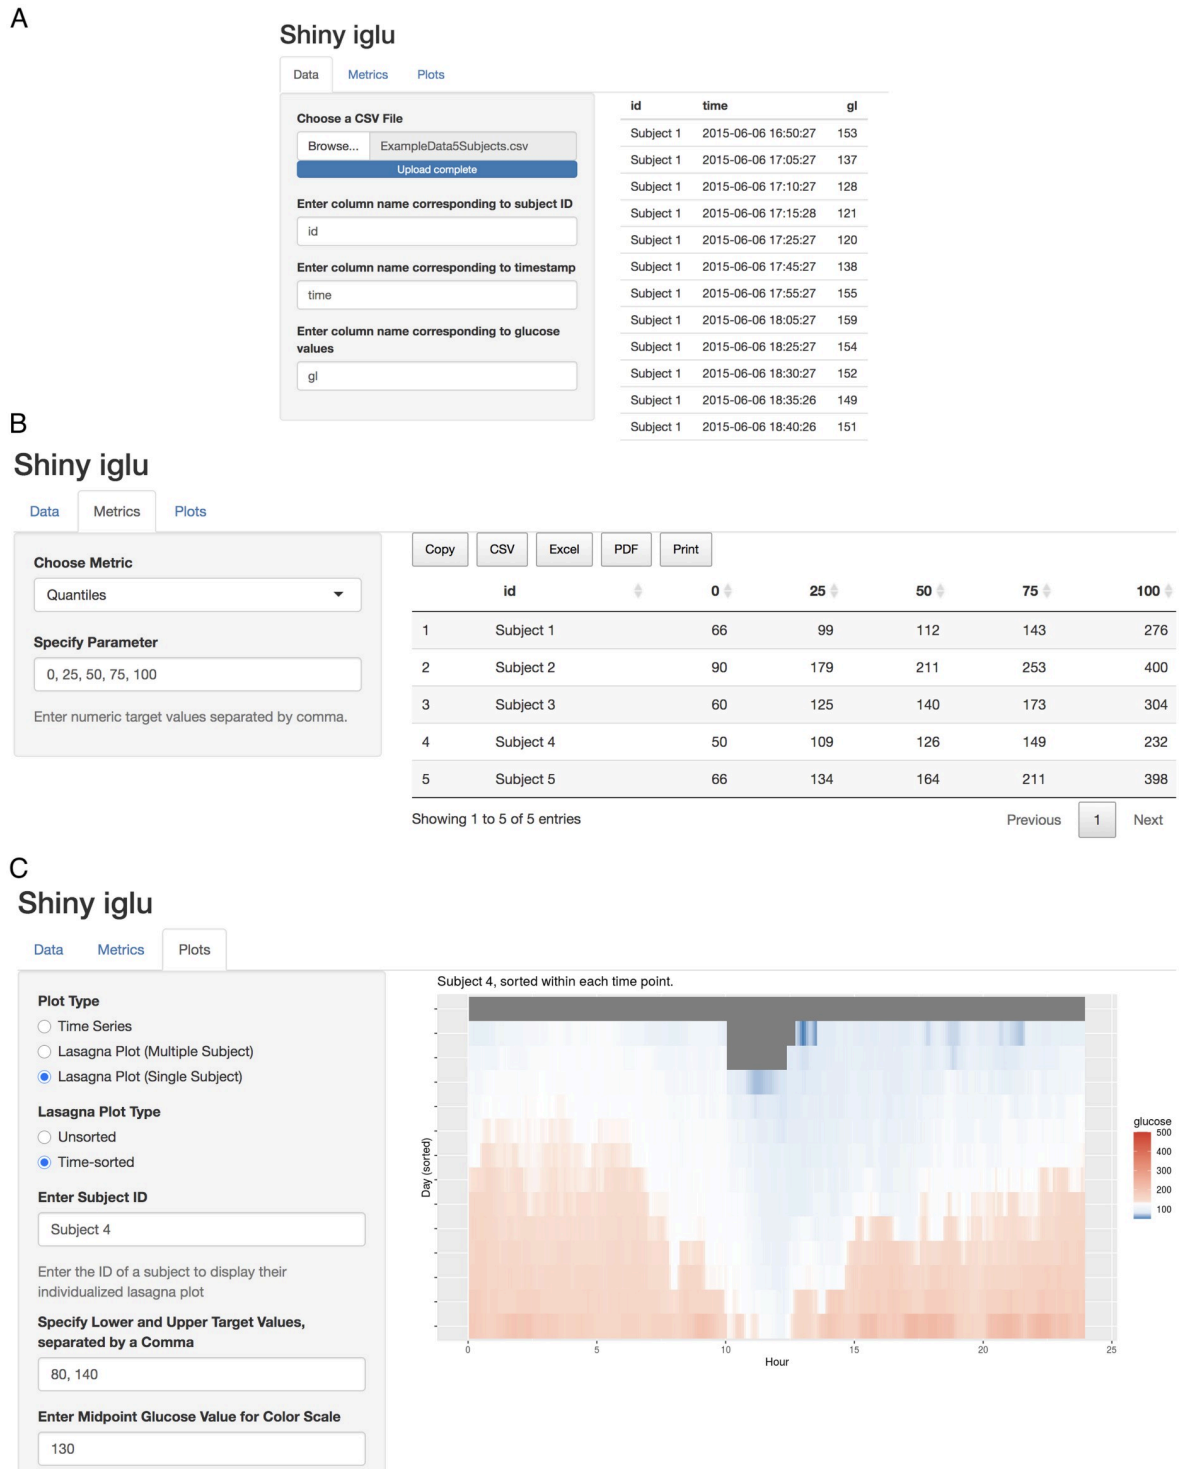 A
Shiny iglu
Data Metrics Plots
Choose a CSV File
Browse... ExampleData5Subjects.csv
Upload complete
Enter column name corresponding to subject ID
id
Enter column name corresponding to timestamp
time
Enter column name corresponding to glucose
values
gl
id time gl
Subject 1 2015-06-06 16:50:27 153
Subject 1 2015-06-06 17:05:27 137
Subject 1 2015-06-06 17:10:27 128
Subject 1 2015-06-06 17:15:28 121
Subject 1 2015-06-06 17:25:27 120
Subject 1 2015-06-06 17:45:27 138
Subject 1 2015-06-06 17:55:27 155
Subject 1 2015-06-06 18:05:27 159
Subject 1 2015-06-06 18:25:27 154
Subject 1 2015-06-06 18:30:27 152
Subject 1 2015-06-06 18:35:26 149
Subject 1 2015-06-06 18:40:26 151
B
Shiny iglu
Data Metrics Plots
Choose Metric
Quantiles
Specify Parameter
0, 25, 50, 75, 100
Enter numeric target values separated by comma.
Copy CSV Excel PDF Print
id 0 25 50 75 100
1 Subject 1 66 99 112 143 276
2 Subject 2 90 179 211 253 400
3 Subject 3 60 125 140 173 304
4 Subject 4 50 109 126 149 232
5 Subject 5 66 134 164 211 398
Showing 1 to 5 of 5 entries
Previous 1 Next
C
Shiny iglu
Data Metrics Plots
Plot Type
Time Series
Lasagna Plot (Multiple Subject)
Lasagna Plot (Single Subject)
Lasagna Plot Type
Unsorted
Time-sorted
Enter Subject ID
Subject 4
Enter the ID of a subject to display their
individualized lasagna plot
Specify Lower and Upper Target Values,
separated by a Comma
80, 140
Enter Midpoint Glucose Value for Color Scale
130
Subject 4, sorted within each time point.
Day (sorted)
0 5 10 15 20 25
Hour
glucose
500
400
300
200
100